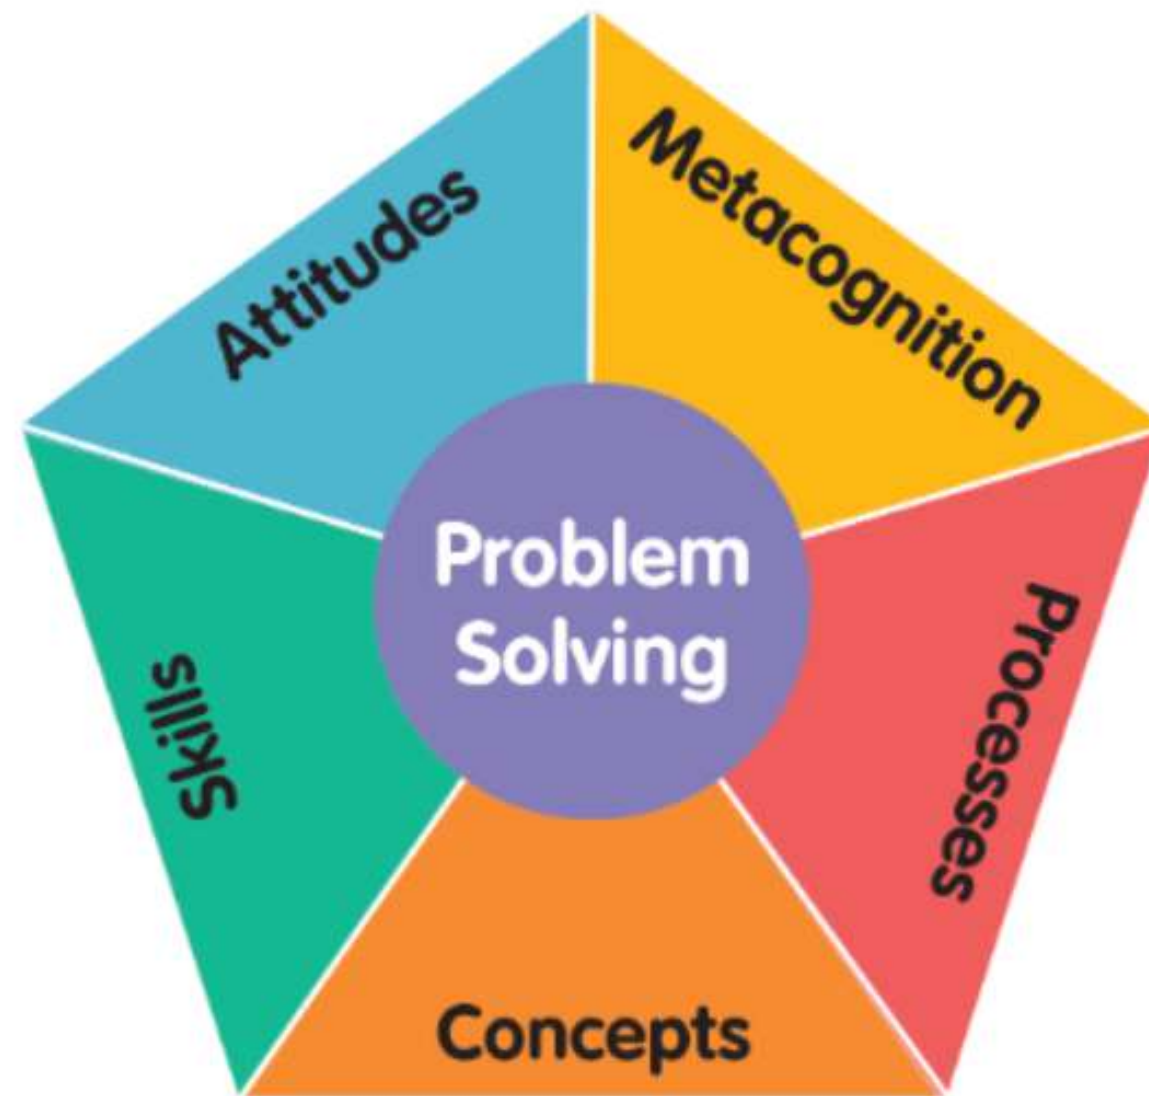 Attitudes
Metacognition
Problem
Solving
Skills
Processes
Concepts